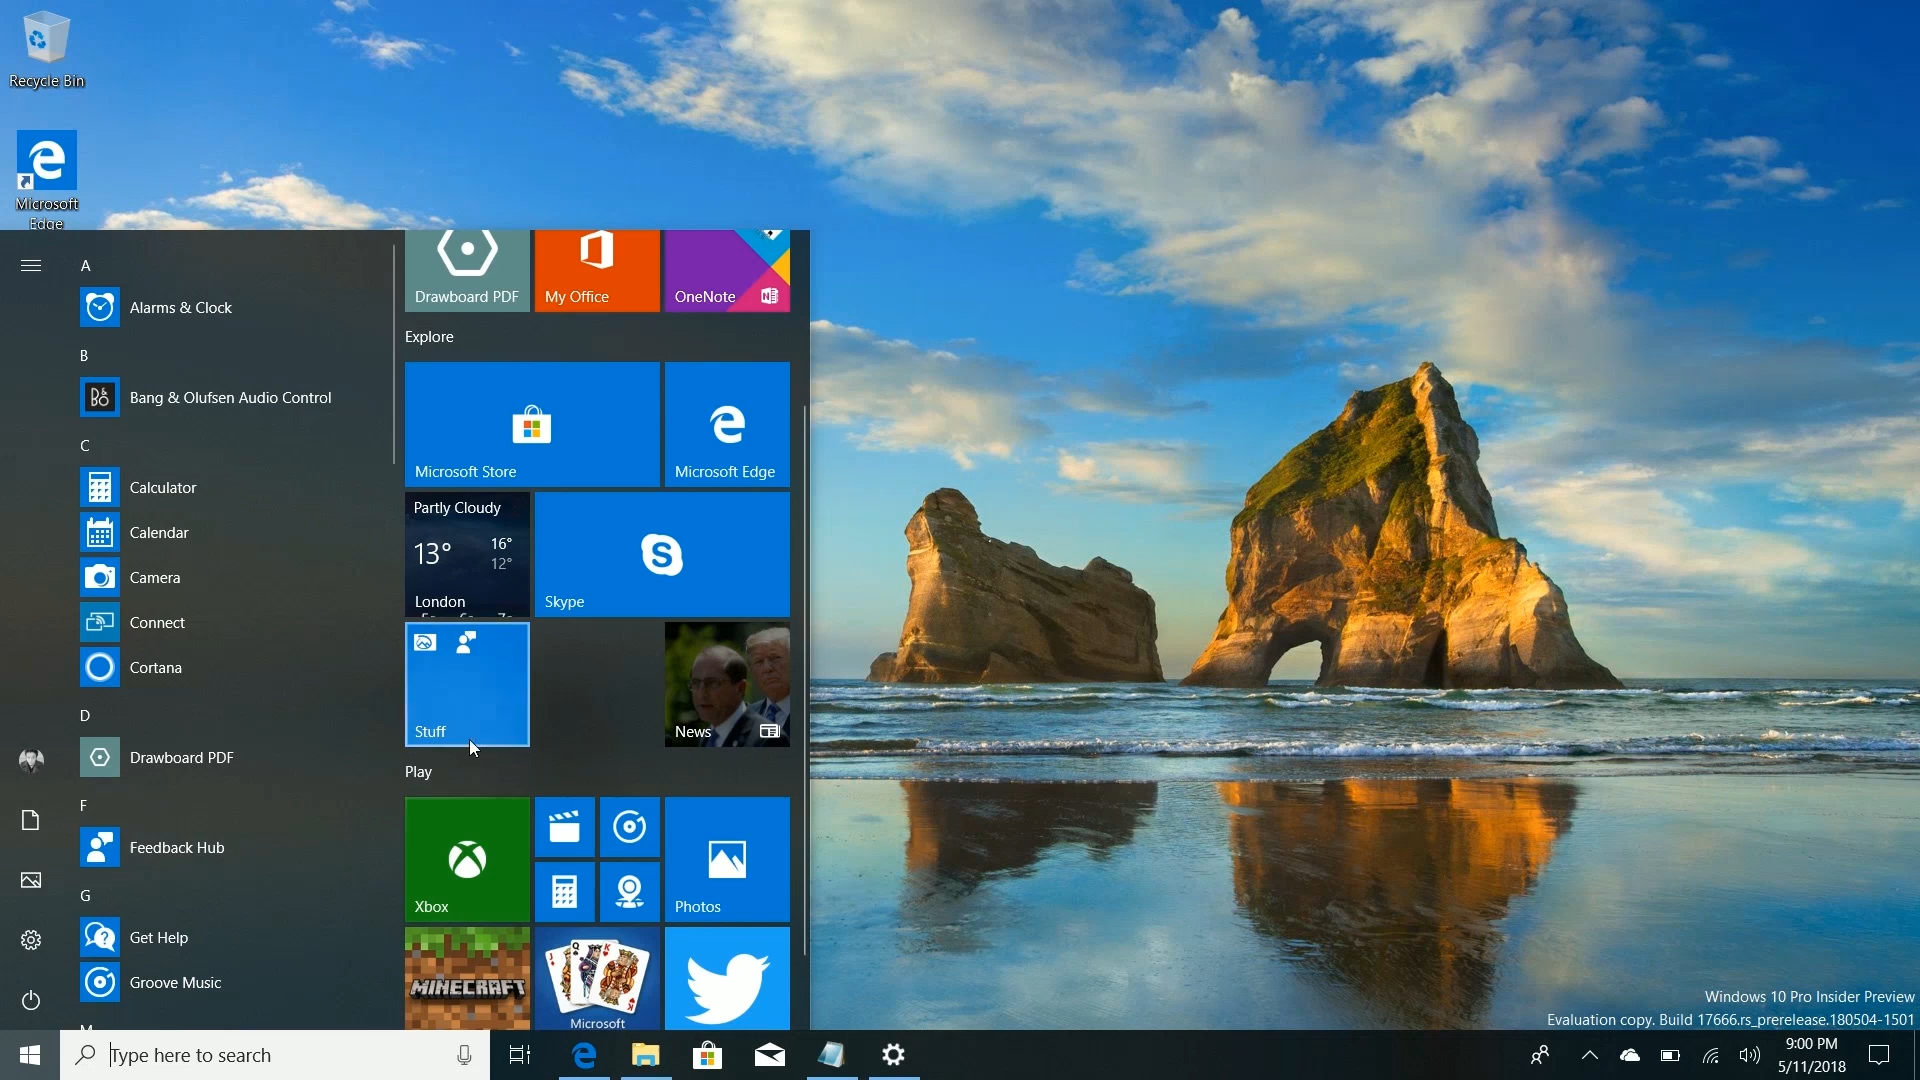 Recycle Bin
Microsoft
Edge
A
Alarms & Clock
B
Bang & Olufsen Audio Control
C
Calculator
Calendar
Camera
Connect
Cortana
D
Drawboard PDF
F
Feedback Hub
G
Get Help
Groove Music
Drawboard PDF
My Office
OneNote
Explore
Microsoft Store
Microsoft Edge
Partly Cloudy
13°
16°
12°
London
Skype
Stuff
News
Play
Xbox
Photos
MINECRAFT
Microsoft
Windows 10 Pro Insider Preview
Evaluation copy. Build 17666.rs_prerelease.180504-1501
Type here to search
9:00 PM
5/11/2018